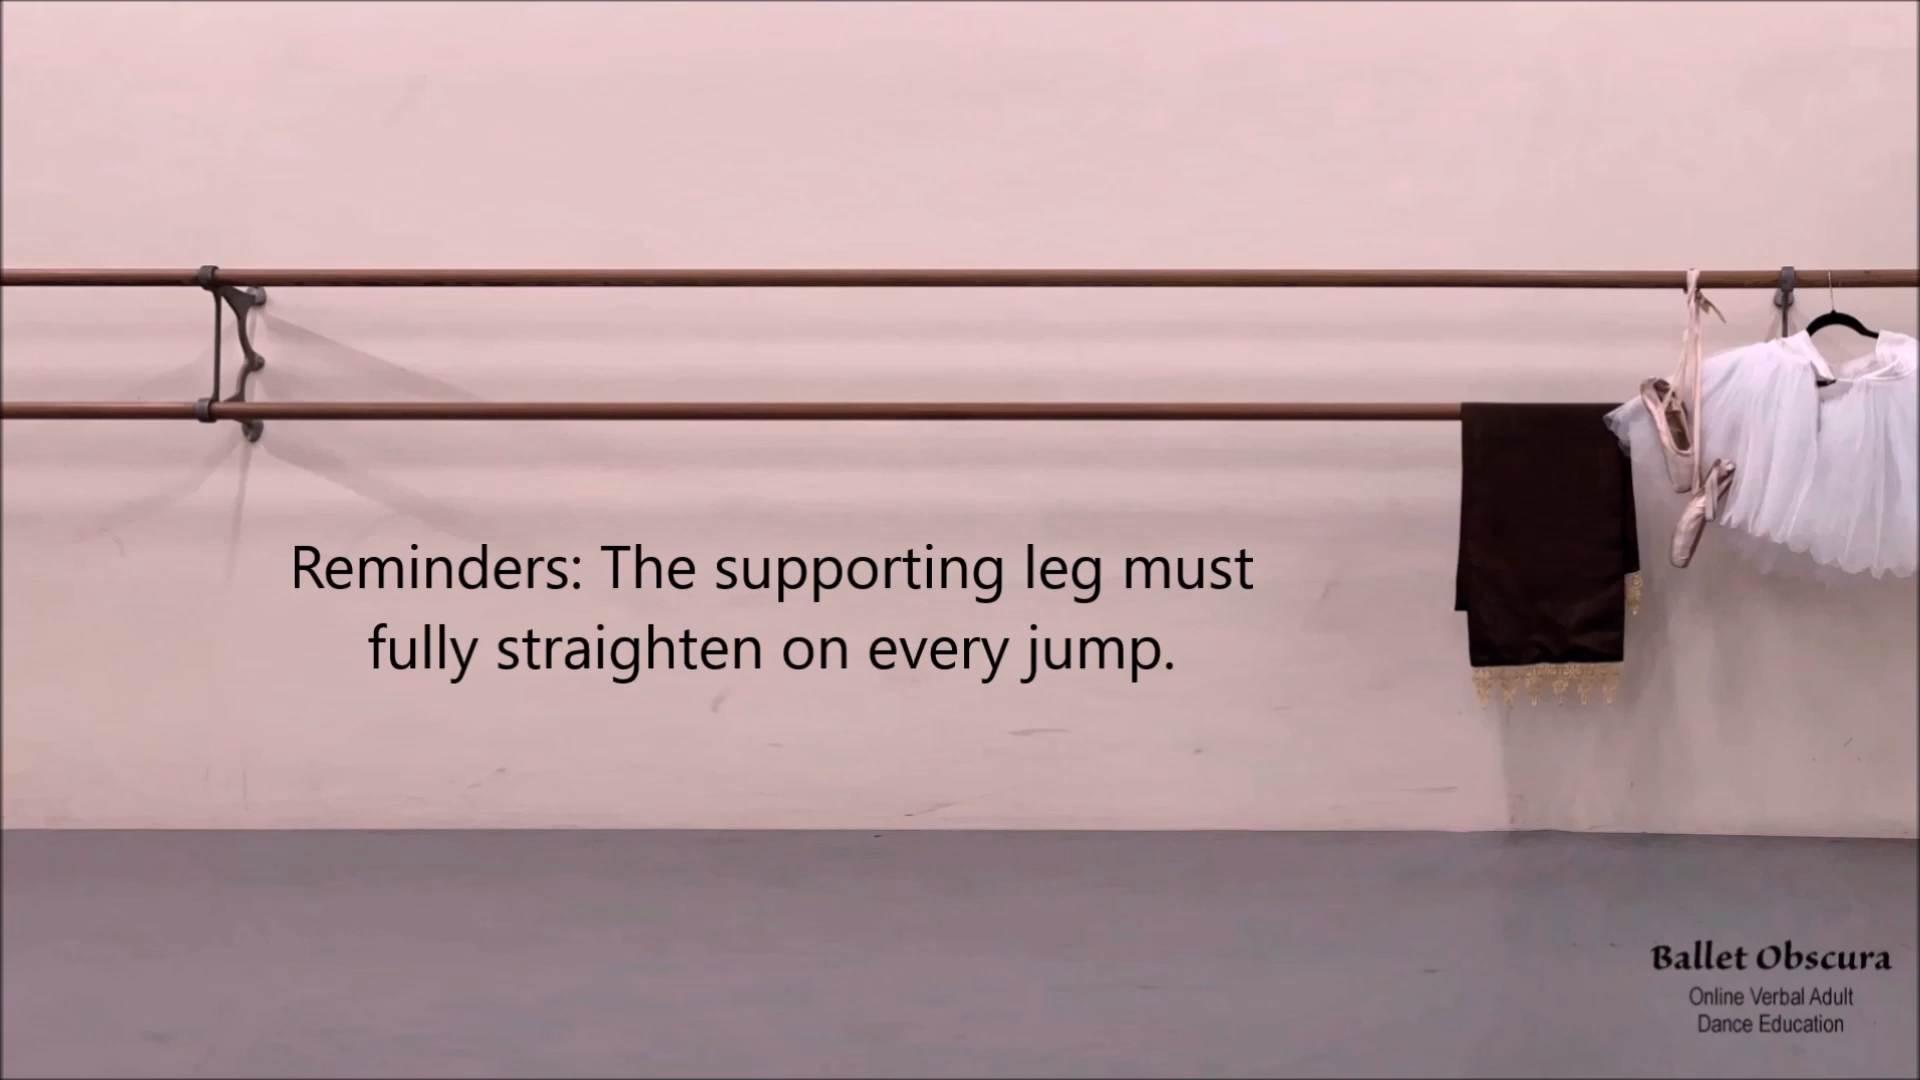 Reminders: The supporting leg must
fully straighten on every jump.
Ballet Obscura
Online Verbal Adult
Dance Education